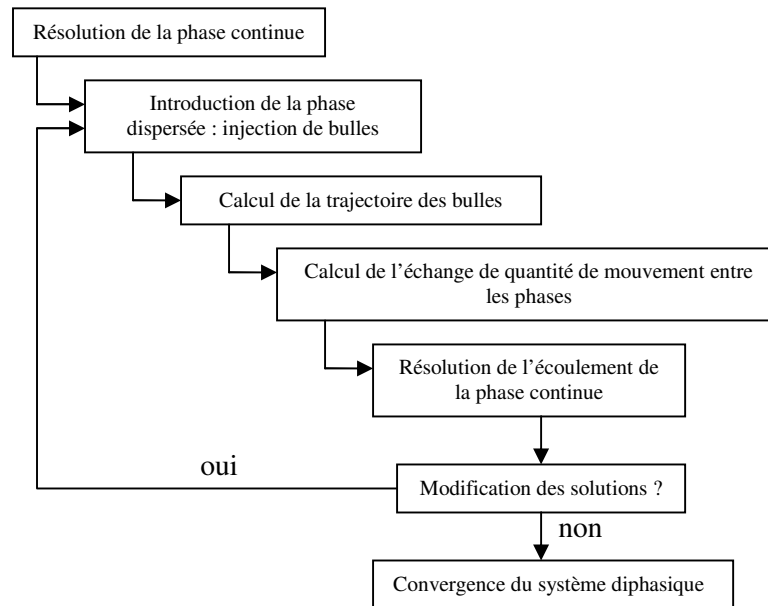 Résolution de la phase continue
Introduction de la phase
dispersée : injection de bulles
Calcul de la trajectoire des bulles
Calcul de l’échange de quantité de mouvement entre
les phases
Résolution de l’écoulement de
la phase continue
oui
Modification des solutions ?
non
Convergence du système diphasique